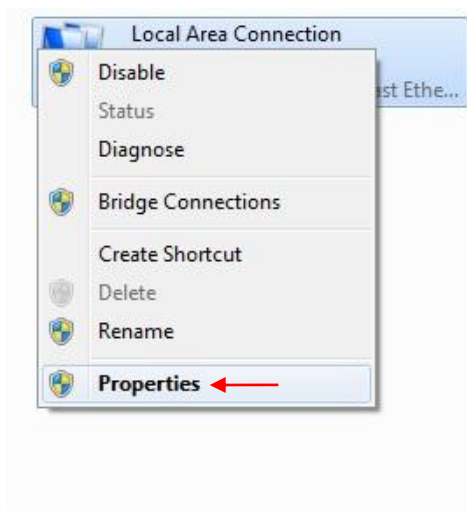 Local Area Connection
Disable
ast Ethe...
Status
Diagnose
Bridge Connections
Create Shortcut
Delete
Rename
Properties